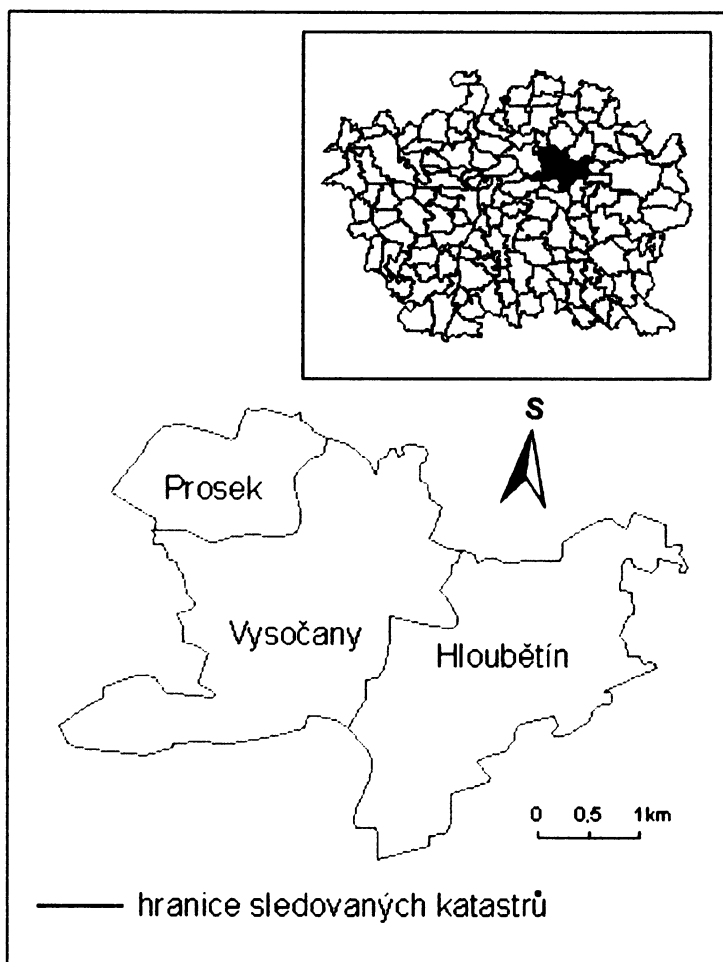 S
Prosek
Vysočany
Hloubětín
0 0,5 1km
hranice sledovaných katastrů